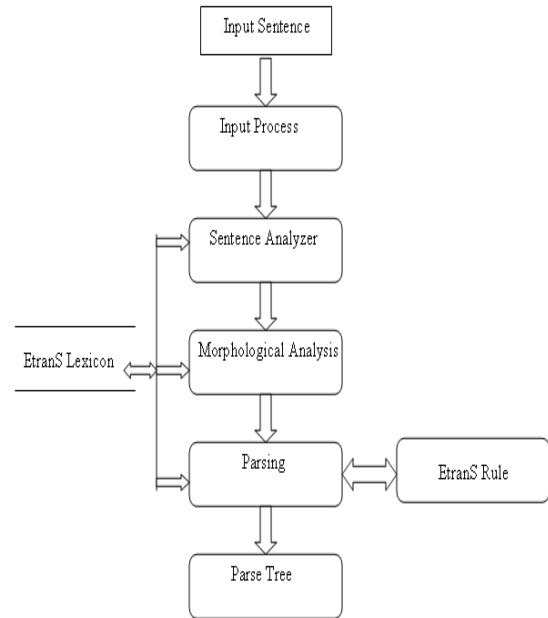 Input Sentence
Input Process
Sentence Analyzer
EtranS Lexicon
Morphological Analysis
Parsing
EtranS Rule
Parse Tree